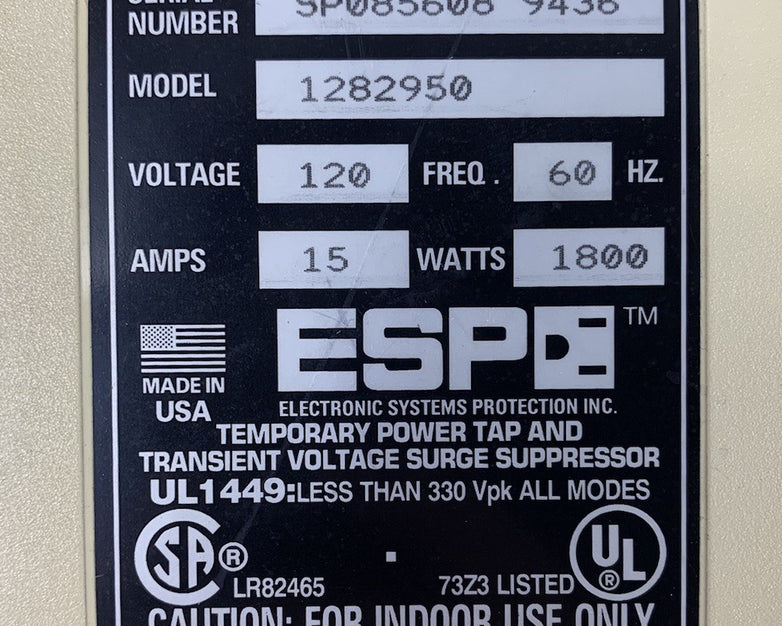 SERIAL
NUMBER SP085608 9436
MODEL 1282950
VOLTAGE 120 FREQ. 60 HZ.
AMPS 15 WATTS 1800
ESP TM
MADE IN
USA
ELECTRONIC SYSTEMS PROTECTION INC.
TEMPORARY POWER TAP AND
TRANSIENT VOLTAGE SURGE SUPPRESSOR
UL1449:LESS THAN 330 Vpk ALL MODES
SA ® UL ®
LR82465 73Z3 LISTED
CAUTION: FOR INDOOR USE ONLY